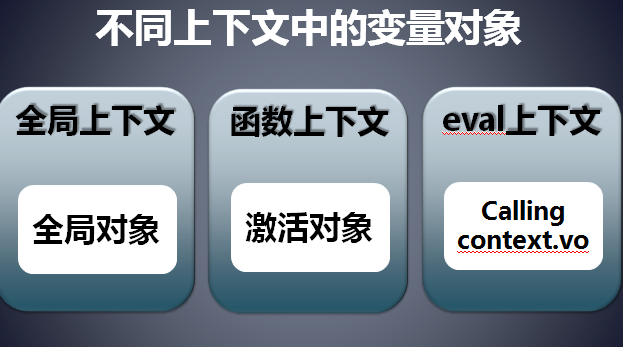 不同上下文中的变量对象
全局上下文
全局对象
函数上下文
激活对象
eval上下文
Calling
context.vo